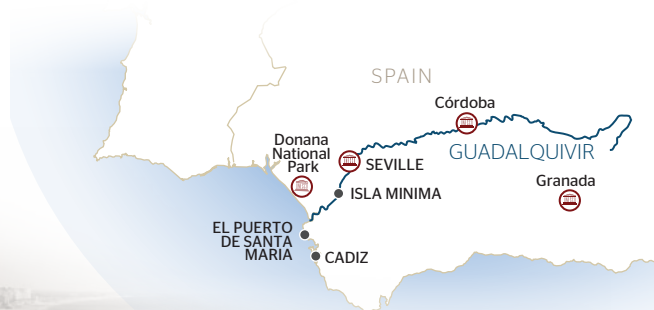 SPAIN
Córdoba
GUADALQUIVIR
Donana
National
Park
SEVILLE
Granada
ISLA MINIMA
EL PUERTO
DE SANTA
MARIA
CADIZ